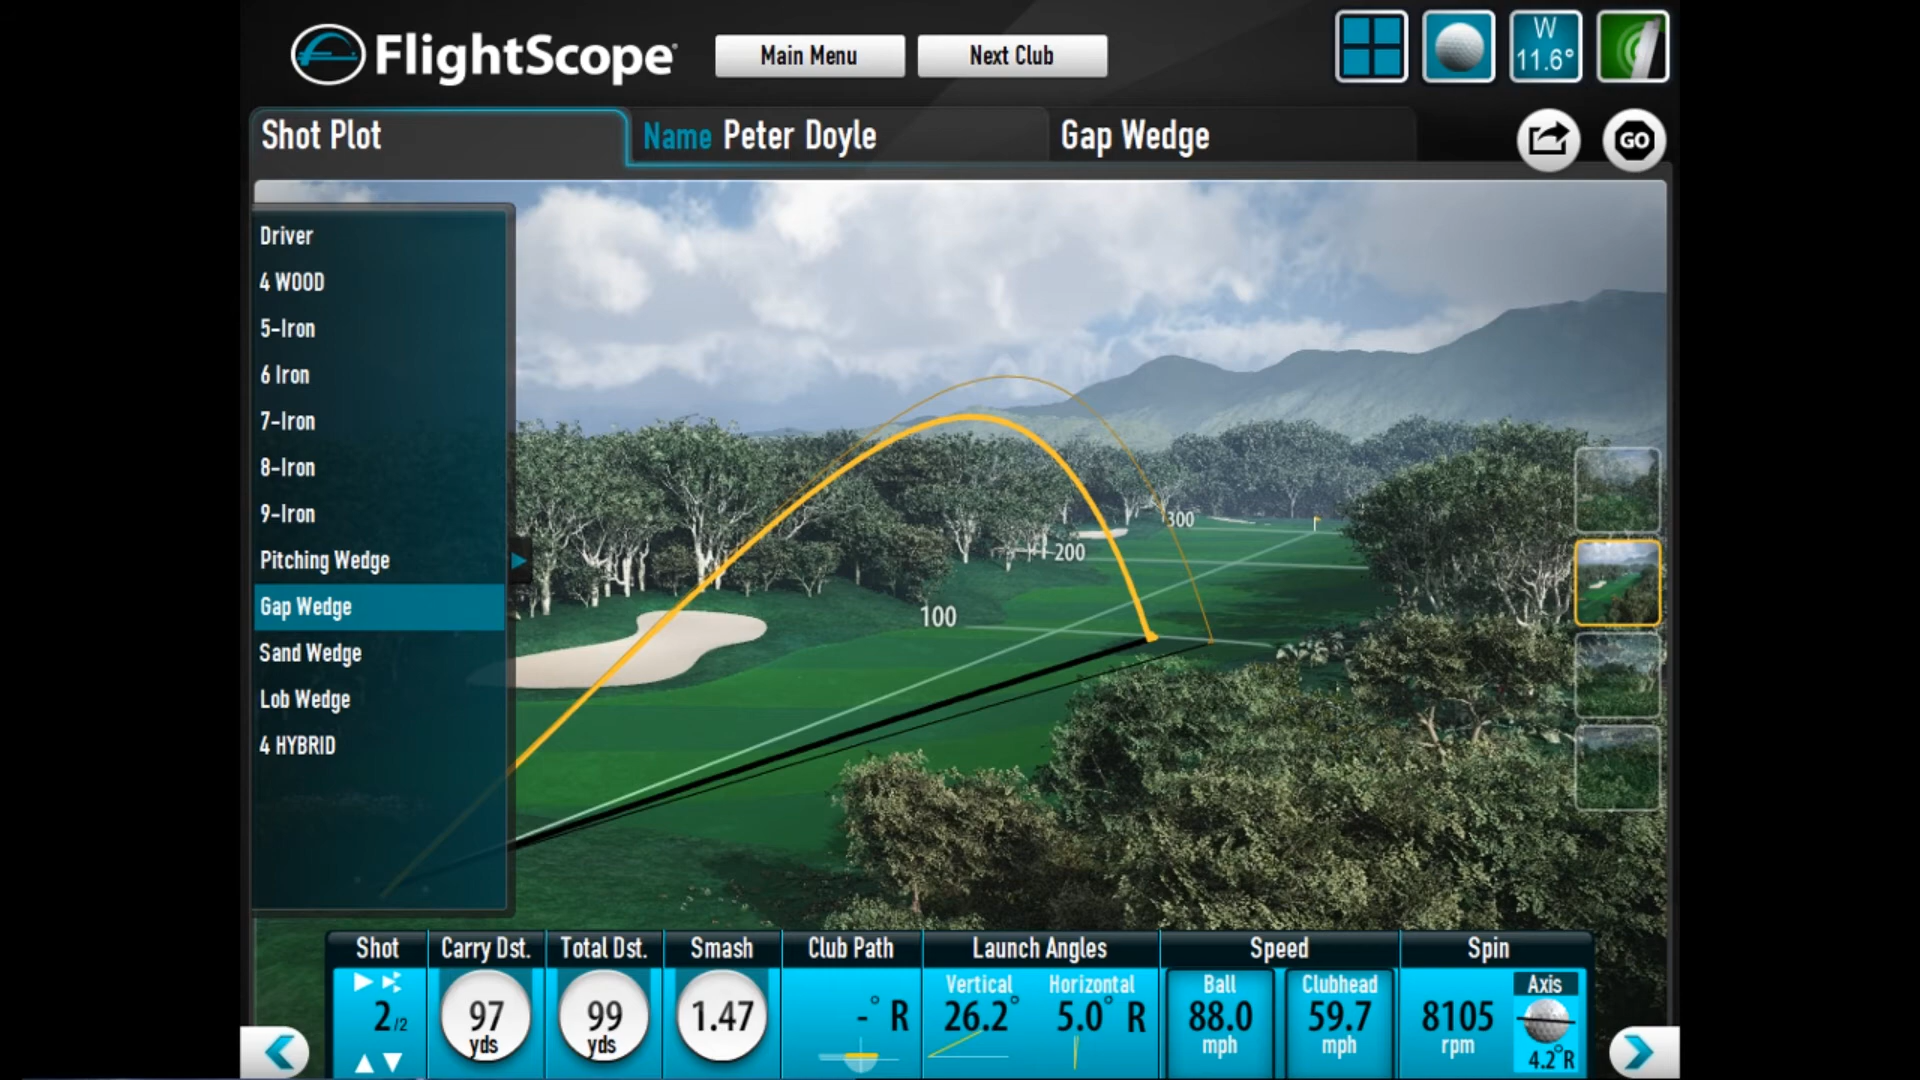 FlightScope
Main Menu
Next Club
W
11.6°
Shot Plot
Name Peter Doyle
Gap Wedge
GO
Driver
4 WOOD
5-Iron
6 Iron
7-Iron
8-Iron
9-Iron
Pitching Wedge
Gap Wedge
Sand Wedge
Lob Wedge
4 HYBRID
300
200
100
Shot
2/2
Carry Dst.
97
yds
Total Dst.
99
yds
Smash
1.47
Club Path
-° R
Launch Angles
Vertical
26.2°
Horizontal
5.0° R
Speed
Ball
88.0
mph
Clubhead
59.7
mph
Spin
8105
rpm
Axis
4.2°R